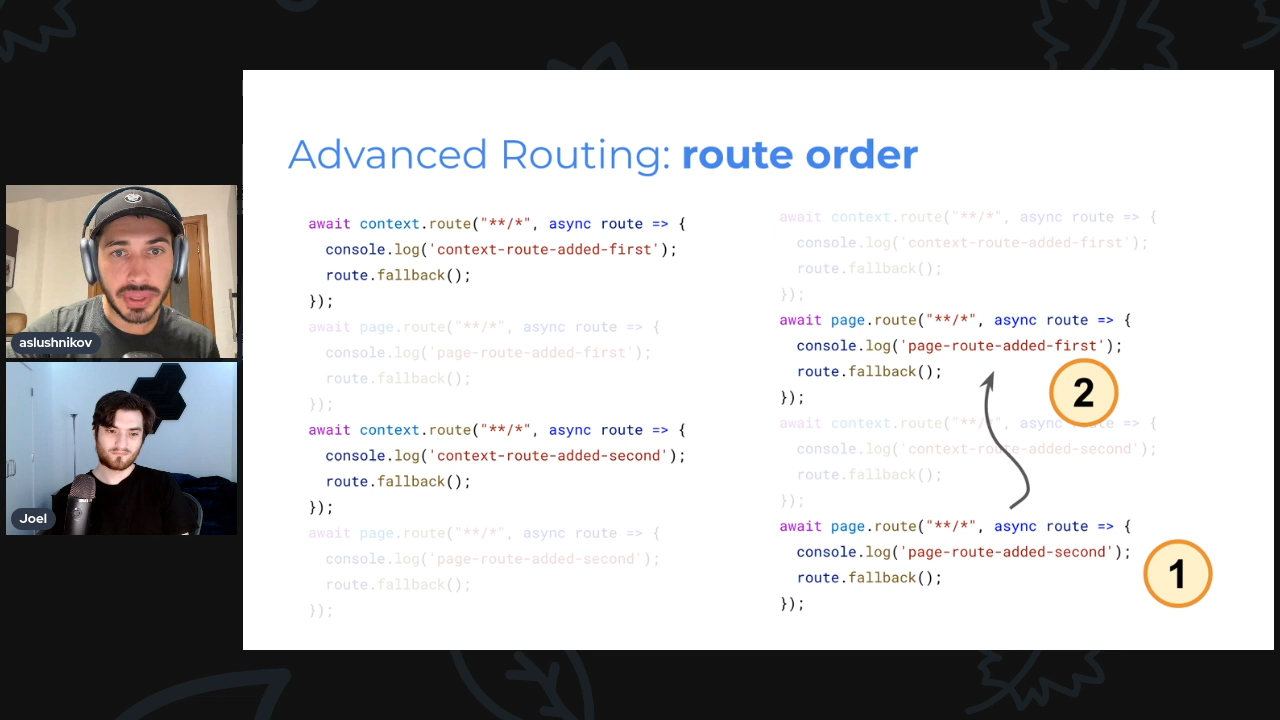 Advanced Routing: route order
await context.route("**/*", async route => {
  console.log('context-route-added-first');
  route.fallback();
});
await page.route("**/*", async route => {
  console.log('page-route-added-first');
  route.fallback();
});
await context.route("**/*", async route => {
  console.log('context-route-added-second');
  route.fallback();
});
await page.route("**/*", async route => {
  console.log('page-route-added-second');
  route.fallback();
});
await context.route("**/*", async route => {
  console.log('context-route-added-first');
  route.fallback();
});
await page.route("**/*", async route => {
  console.log('page-route-added-first');
  route.fallback();
});
2
await context.route("**/*", async route => {
  console.log('context-route-added-second');
  route.fallback();
});
await page.route("**/*", async route => {
  console.log('page-route-added-second');
  route.fallback();
});
1
aslushnikov
Joel